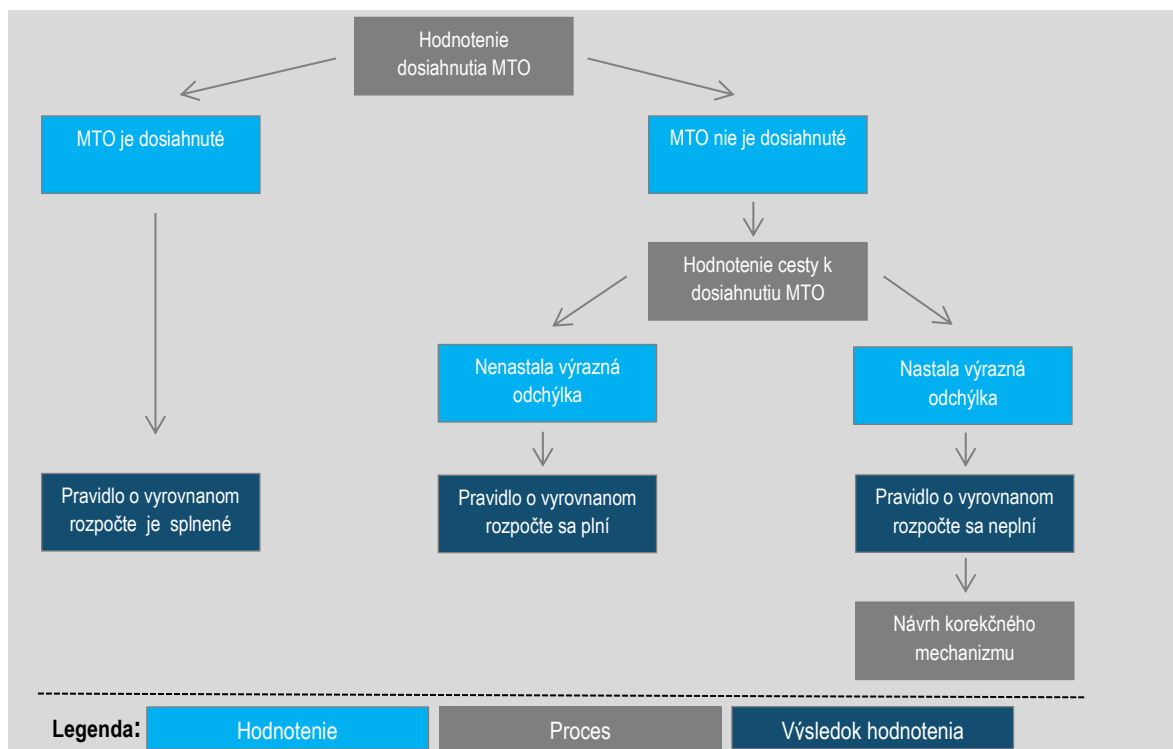 Hodnotenie
dosiahnutia MTO
MTO je dosiahnuté
MTO nie je dosiahnuté
Hodnotenie cesty k
dosiahnutiu MTO
Nenastala výrazná
odchýlka
Nastala výrazná
odchýlka
Pravidlo o vyrovnanom
rozpočte je splnené
Pravidlo o vyrovnanom
rozpočte sa plní
Pravidlo o vyrovnanom
rozpočte sa neplní
Návrh korekčného
mechanizmu
Legenda: Hodnotenie Proces Výsledok hodnotenia